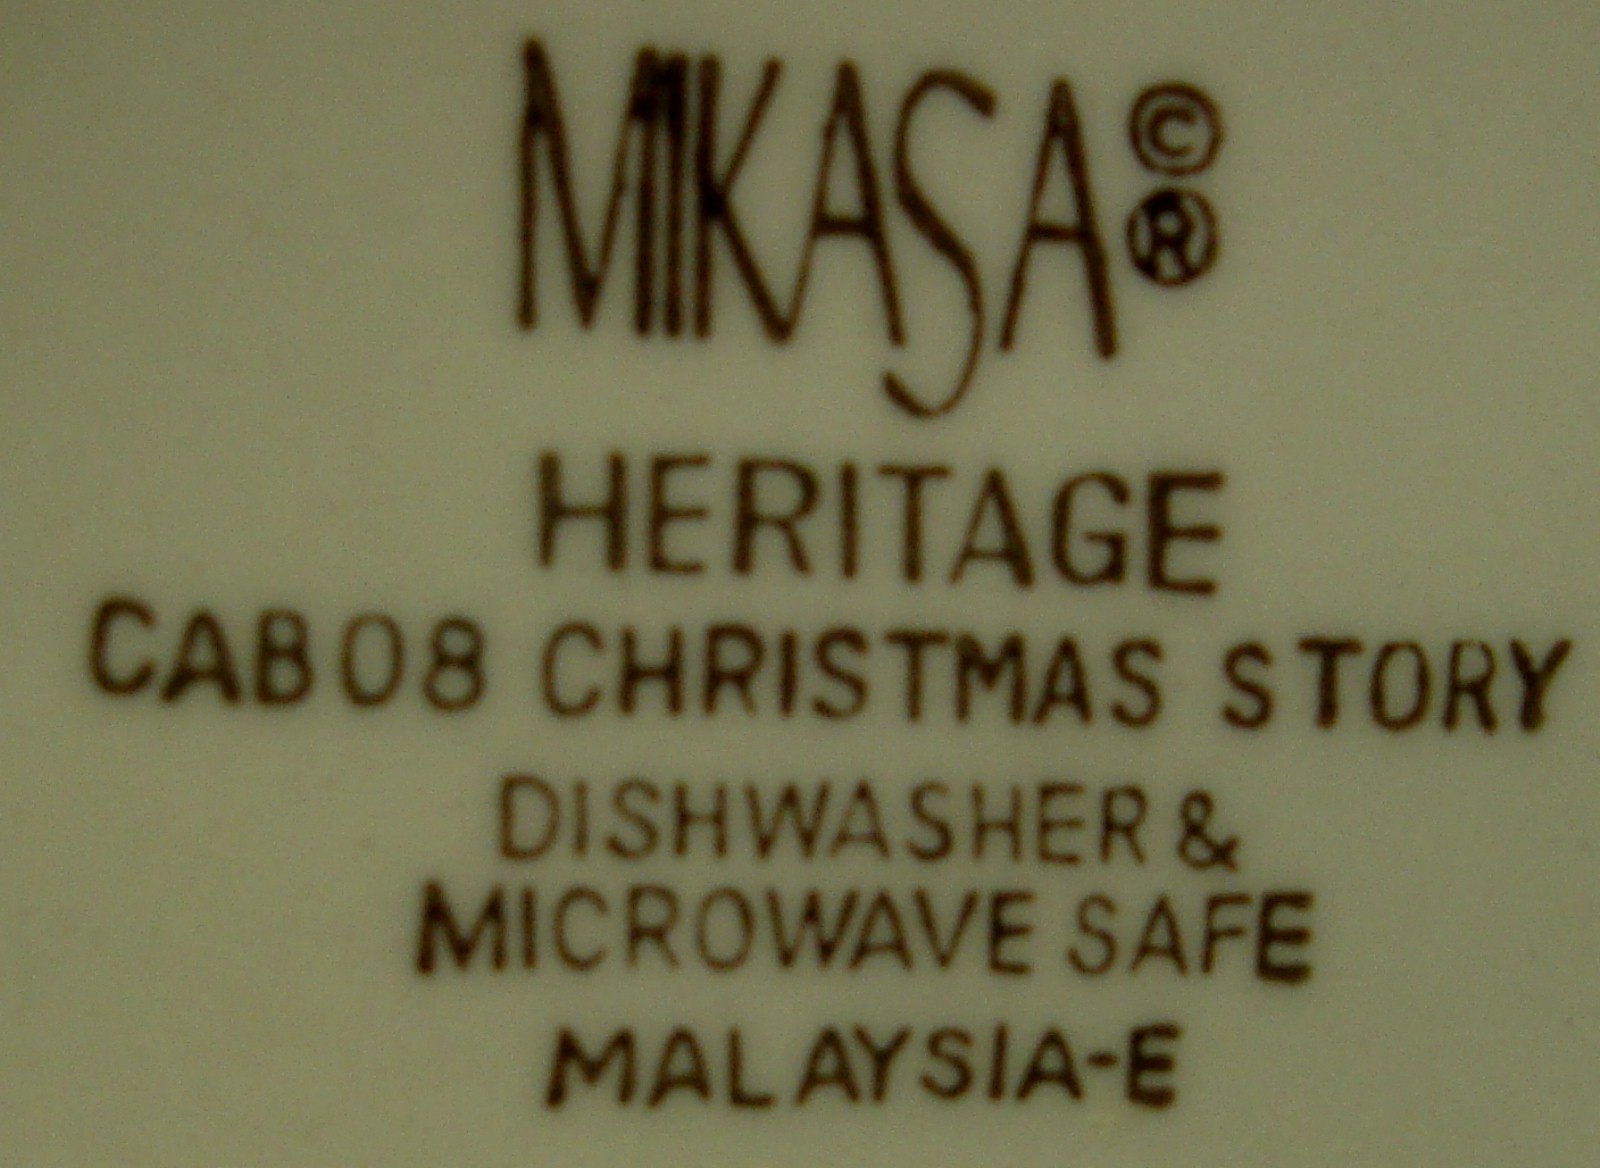 MIKASA©®
HERITAGE
CAB08 CHRISTMAS STORY
DISHWASHER &
MICROWAVE SAFE
MALAYSIA-E